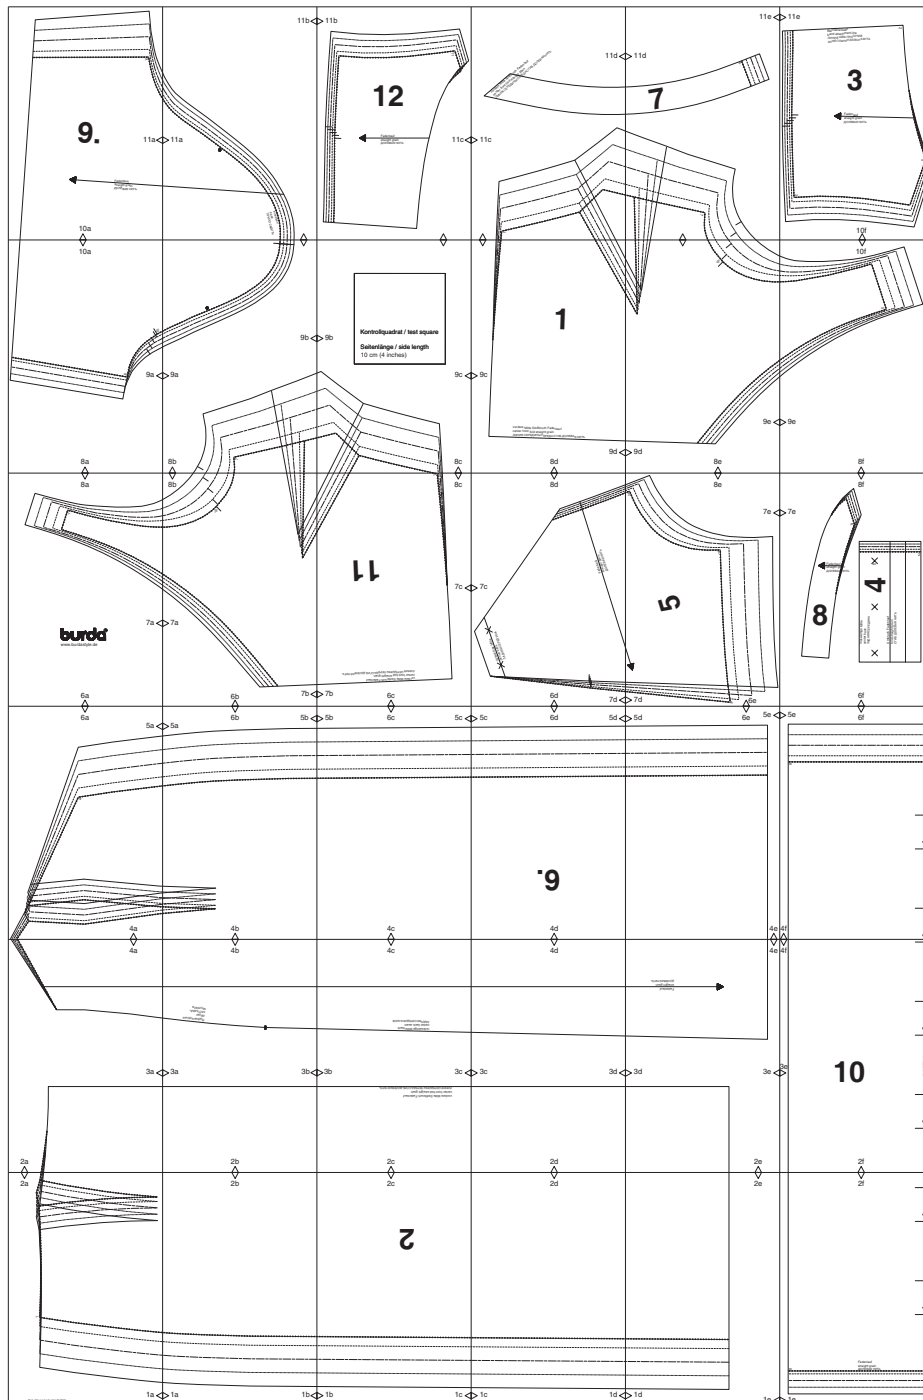 11b 11b
11e 11e
11d 11d
12
3
7
9.
11a 11a
11c 11c
10a
10a
10f
10f
1
Kontrollquadrat / test square
Seitenlänge / side length
10 cm (4 inches)
9b 9b
9a 9a
9c 9c
9e 9e
9d 9d
8a
8a
8b
8b
8c
8c
8d
8d
8e
8e
8f
8f
7e 7e
11
7c 7c
5
8
4
7a 7a
burda
www.burdastyle.de
7b 7b
7d 7d
6a
6a
6b
6b
6c
6c
6d
6d
6e
6f
6f
5a 5a
5b 5b
5c 5c
5d 5d
5e 5e
6.
4a
4a
4b
4b
4c
4c
4d
4d
4e 4f
4e 4f
3a 3a
3b 3b
3c 3c
3d 3d
3e
3e
10
2a
2a
2b
2b
2c
2c
2d
2d
2e
2e
2f
2f
2
1a 1a
1b 1b
1c 1c
1d 1d
1e 1e